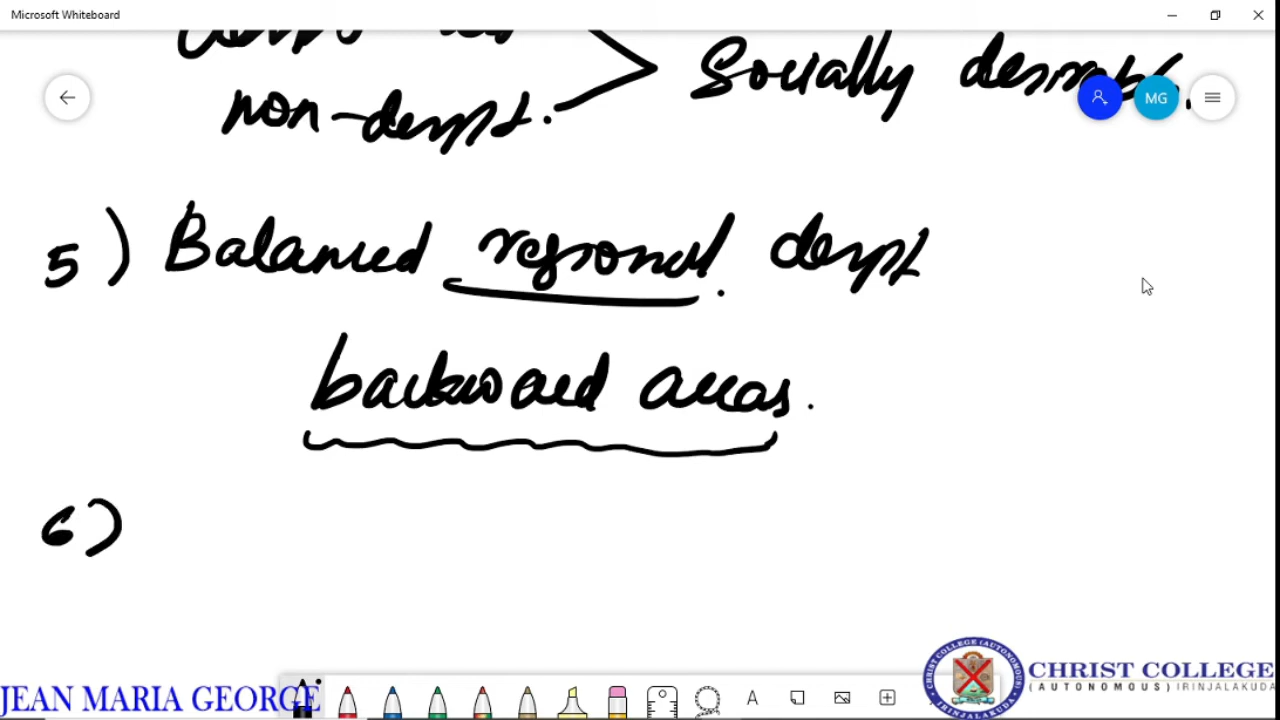 Microsoft Whiteboard
Socially
non-devpt.
MG
5) Balanced regional. devpt
backward areas.
6)
JEAN MARIA GEORGE
CHRIST COLLEGE
(AUTONOMOUS) IRINJALAKUDA